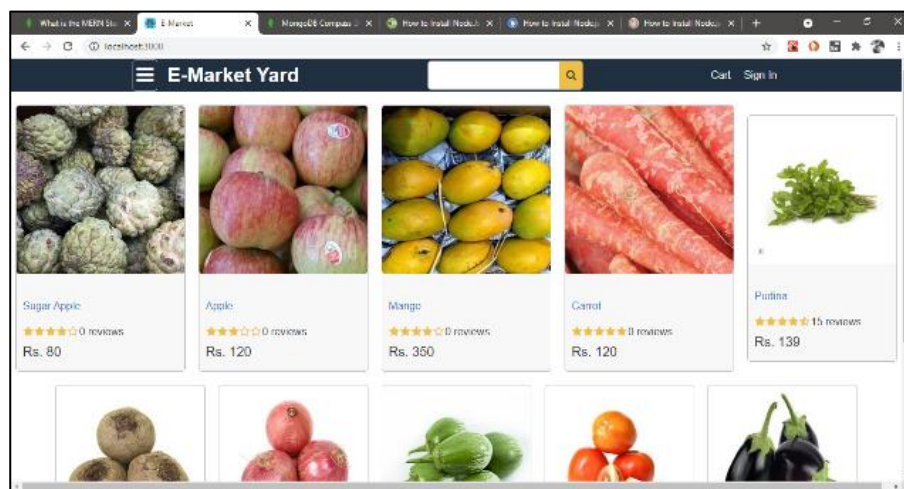 What is the MERN Sta
E-Market
MongoDB Compass D
How to Install Node.j
How to Install Node.js
How to Install Node.js
localhost:3000
E-Market Yard
Cart Sign In
Sugar Apple
0 reviews
Rs. 80
Apple
0 reviews
Rs. 120
Mango
0 reviews
Rs. 350
Carrot
8 reviews
Rs. 120
Pudina
15 reviews
Rs. 139